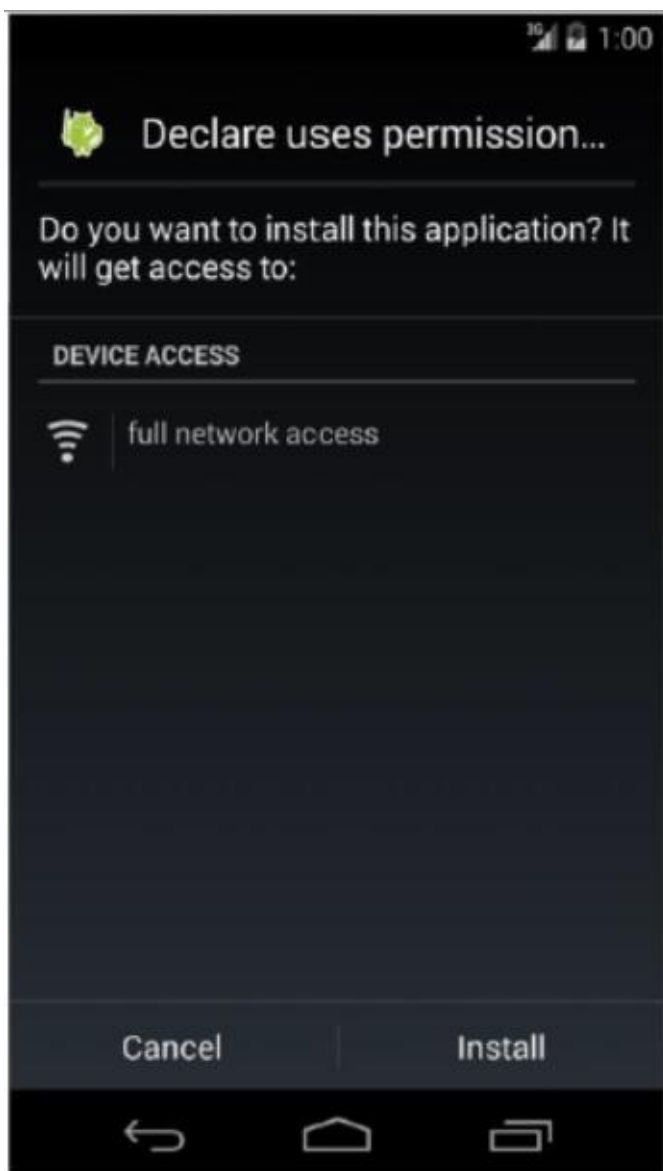 3G 1:00
Declare uses permission...
Do you want to install this application? It
will get access to:
DEVICE ACCESS
full network access
Cancel Install